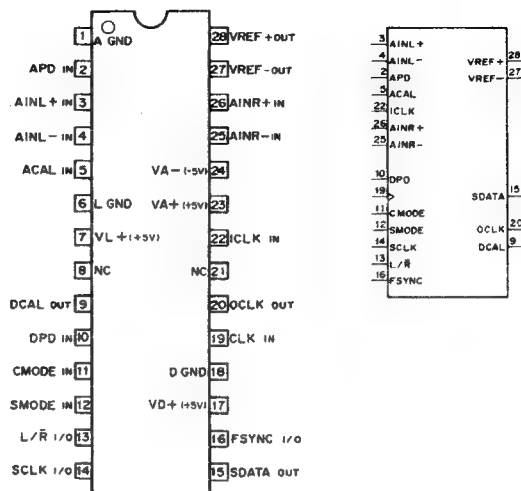 1 A GND
28 VREF+OUT
APD IN 2
27 VREF-OUT
AINL+ IN 3
26 AINR+IN
AINL- IN 4
25 AINR-IN
ACAL IN 5
VA- (-5V) 24
6 L GND
VA+ (+5V) 23
7 VL+(+5V)
22 ICLK IN
8 NC
NC 21
DCAL OUT 9
20 OCLK OUT
DPD IN 10
19 CLK IN
CMODE IN 11
D GND 18
SMODE IN 12
VD+ (+5V) 17
L/R̅ I/O 13
16 FSYNC I/O
SCLK I/O 14
15 SDATA OUT
3 AINL+
4 AINL-
VREF+ 28
2 APD
VREF- 27
5 ACAL
22 ICLK
26 AINR+
25 AINR-
10 DPD
19
SDATA 15
11 CMODE
12 SMODE
OCLK 20
14 SCLK
DCAL 9
13 L/R̅
16 FSYNC